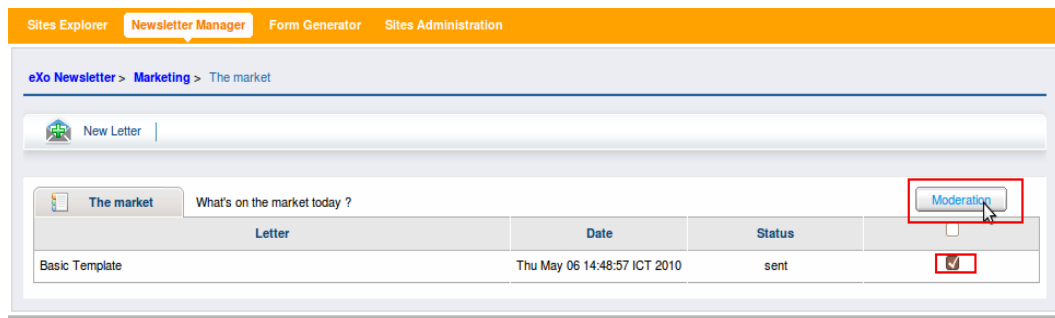 Sites Explorer Newsletter Manager Form Generator Sites Administration
eXo Newsletter > Marketing > The market
New Letter
The market What's on the market today ? Moderation
Letter Date Status
Basic Template Thu May 06 14:48:57 ICT 2010 sent